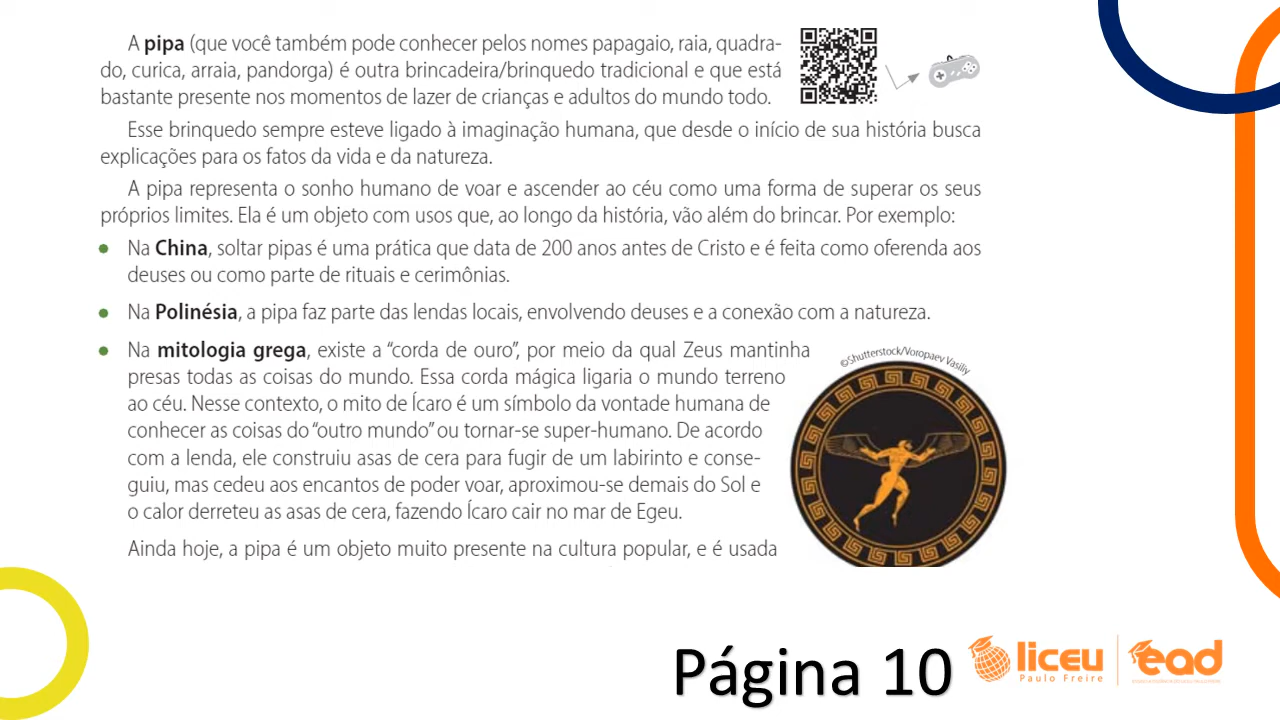 A pipa (que você também pode conhecer pelos nomes papagaio, raia, quadra-
do, curica, arraia, pandorga) é outra brincadeira/brinquedo tradicional e que está
bastante presente nos momentos de lazer de crianças e adultos do mundo todo.
Esse brinquedo sempre esteve ligado à imaginação humana, que desde o início de sua história busca
explicações para os fatos da vida e da natureza.
A pipa representa o sonho humano de voar e ascender ao céu como uma forma de superar os seus
próprios limites. Ela é um objeto com usos que, ao longo da história, vão além do brincar. Por exemplo:
Na China, soltar pipas é uma prática que data de 200 anos antes de Cristo e é feita como oferenda aos
deuses ou como parte de rituais e cerimônias.
Na Polinésia, a pipa faz parte das lendas locais, envolvendo deuses e a conexão com a natureza.
Na mitologia grega, existe a "corda de ouro", por meio da qual Zeus mantinha
presas todas as coisas do mundo. Essa corda mágica ligaria o mundo terreno
ao céu. Nesse contexto, o mito de Ícaro é um símbolo da vontade humana de
conhecer as coisas do "outro mundo" ou tornar-se super-humano. De acordo
com a lenda, ele construiu asas de cera para fugir de um labirinto e conse-
guiu, mas cedeu aos encantos de poder voar, aproximou-se demais do Sol e
o calor derreteu as asas de cera, fazendo Ícaro cair no mar de Egeu.
Ainda hoje, a pipa é um objeto muito presente na cultura popular, e é usada
©Shutterstock/Voropaev Vasiliy
Página 10
liceu
Paulo Freire
ead